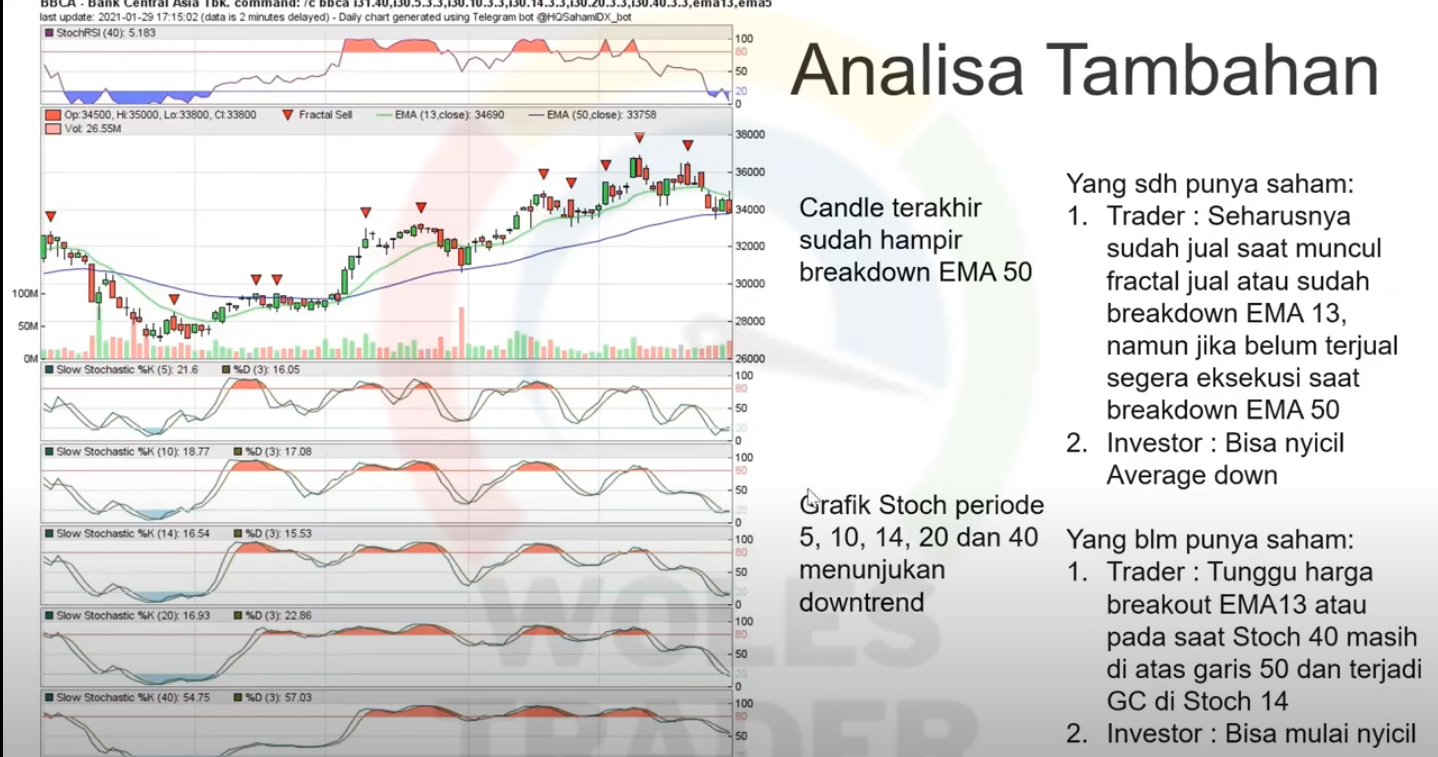 BBCA - Bank Central Asia Tbk. command: /c bbca i31.40,i30.5.3.3,i30.10.3.3,i30.14.3.3,i30.20.3.3,i30.40.3.3,ema13,ema5
last update: 2021-01-29 17:15:02 (data is 2 minutes delayed) - Daily chart generated using Telegram bot @HQSahamIDX_bot
StochRSI (40): 5.183
100
80
50
20
0
Op:34500, Hi:35000, Lo:33800, Cl:33800
Fractal Sell
EMA (13,close): 34690
EMA (50,close): 33758
Vol: 26.55M
38000
36000
34000
32000
30000
28000
26000
100M
50M
0M
Slow Stochastic %K (5): 21.6
%D (3): 16.05
100
80
50
20
0
Slow Stochastic %K (10): 18.77
%D (3): 17.08
100
80
50
20
0
Slow Stochastic %K (14): 16.54
%D (3): 15.53
100
80
50
20
0
Slow Stochastic %K (20): 16.93
%D (3): 22.86
100
80
50
20
0
Slow Stochastic %K (40): 54.75
%D (3): 57.03
100
80
50
Analisa Tambahan
Candle terakhir
sudah hampir
breakdown EMA 50
Grafik Stoch periode
5, 10, 14, 20 dan 40
menunjukan
downtrend
Yang sdh punya saham:
1. Trader : Seharusnya
sudah jual saat muncul
fractal jual atau sudah
breakdown EMA 13,
namun jika belum terjual
segera eksekusi saat
breakdown EMA 50
2. Investor : Bisa nyicil
Average down
Yang blm punya saham:
1. Trader : Tunggu harga
breakout EMA13 atau
pada saat Stoch 40 masih
di atas garis 50 dan terjadi
GC di Stoch 14
2. Investor : Bisa mulai nyicil
WOLES
TRADER